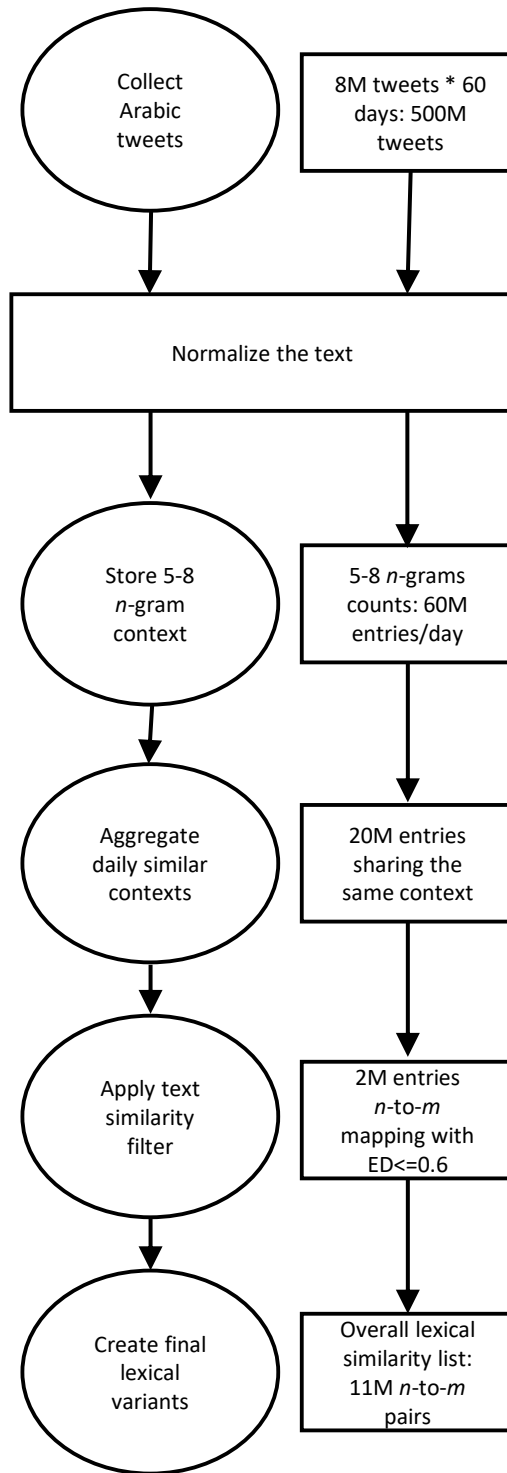 Collect
Arabic
tweets
8M tweets * 60
days: 500M
tweets
Normalize the text
Store 5-8
n-gram
context
5-8 n-grams
counts: 60M
entries/day
Aggregate
daily similar
contexts
20M entries
sharing the
same context
Apply text
similarity
filter
2M entries
n-to-m
mapping with
ED<=0.6
Create final
lexical
variants
Overall lexical
similarity list:
11M n-to-m
pairs